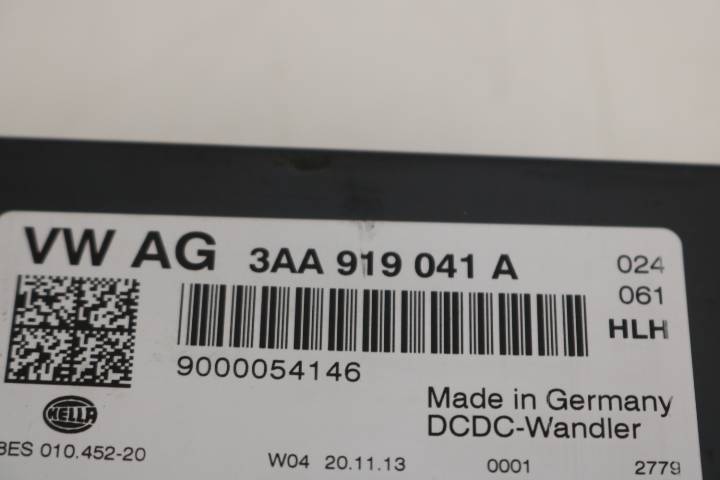 VW AG 3AA 919 041 A
024
061
HLH
9000054146
HELLA
Made in Germany
DCDC-Wandler
BES 010.452-20
W04 20.11.13 0001 2779